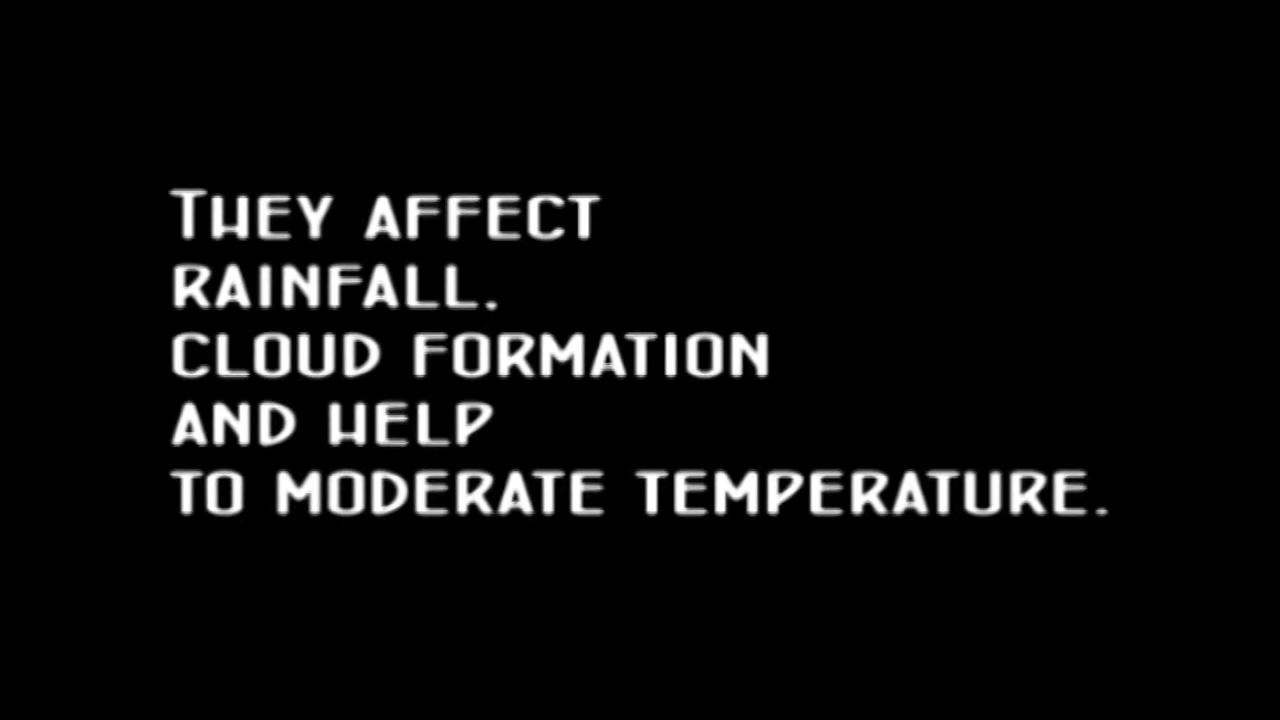 They affect
rainfall.
cloud formation
and help
to moderate temperature.